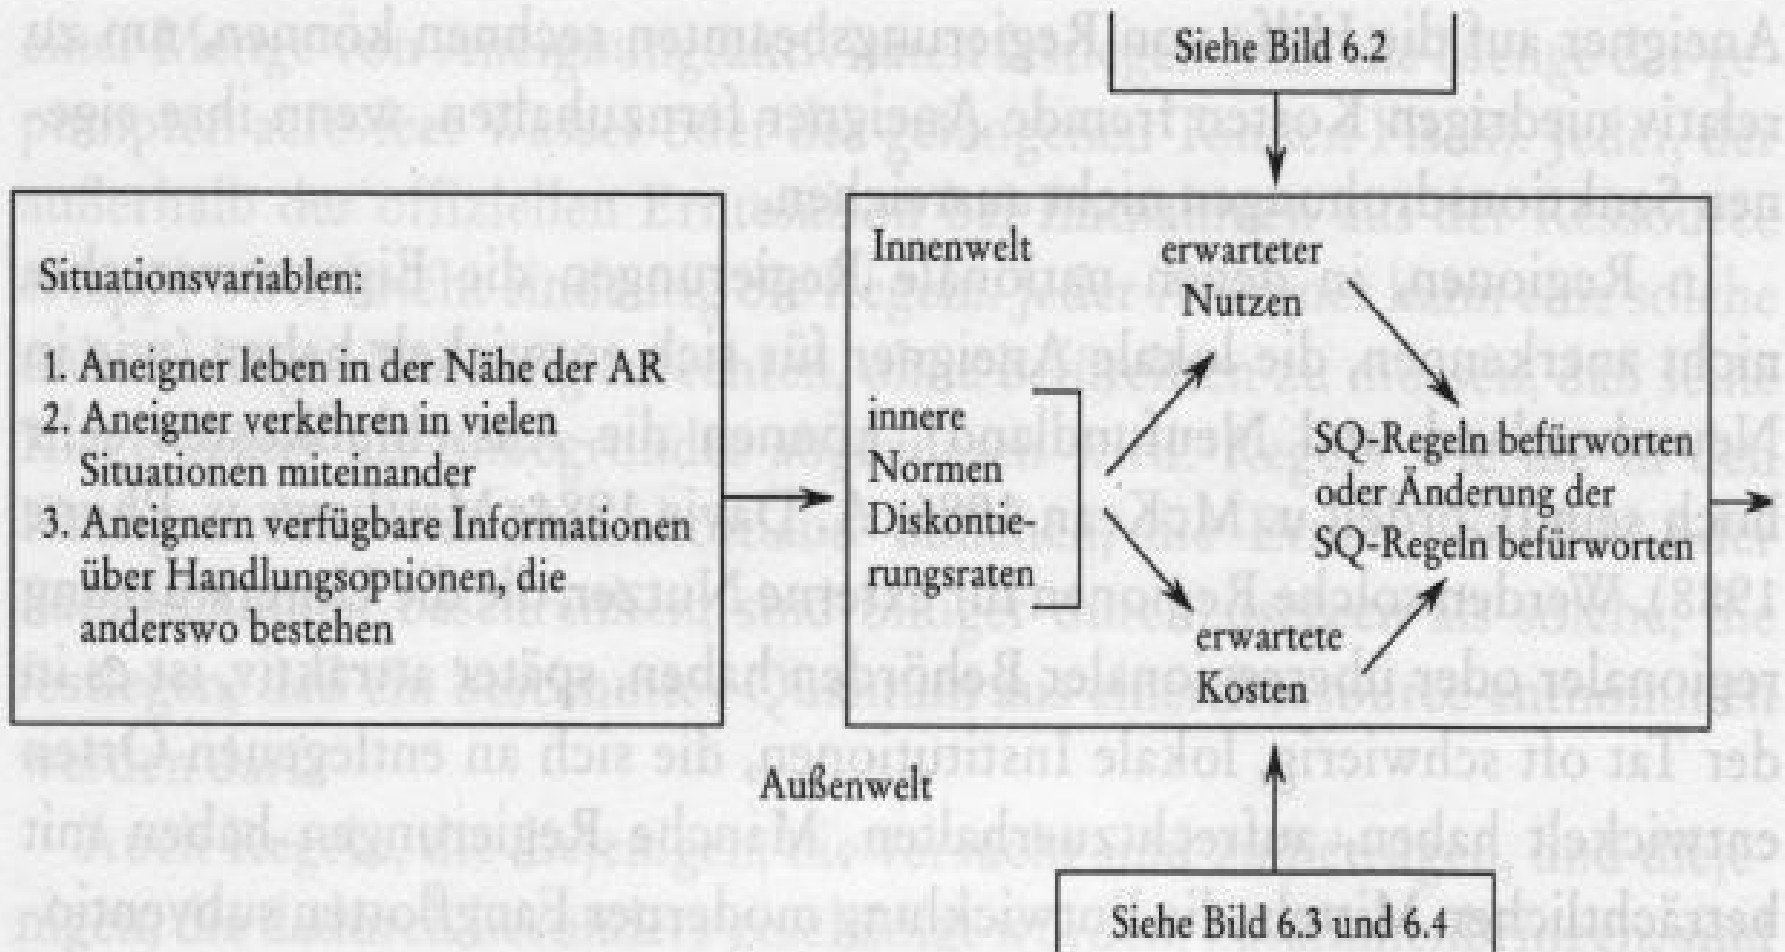 Siehe Bild 6.2
Situationsvariablen:
1. Aneigner leben in der Nähe der AR
2. Aneigner verkehren in vielen
Situationen miteinander
3. Aneignern verfügbare Informationen
über Handlungsoptionen, die
anderswo bestehen
Innenwelt
erwarteter
Nutzen
innere
Normen
Diskontie-
rungsraten
SQ-Regeln befürworten
oder Änderung der
SQ-Regeln befürworten
erwartete
Kosten
Außenwelt
Siehe Bild 6.3 und 6.4